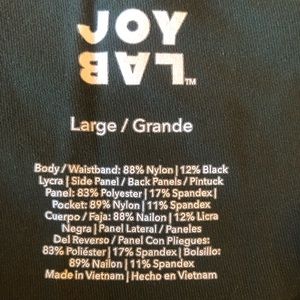 JOY
LAB™
Large / Grande
Body / Waistband: 88% Nylon | 12% Black
Lycra | Side Panel / Back Panels / Pintuck
Panel: 83% Polyester | 17% Spandex |
Pocket: 89% Nylon | 11% Spandex
Cuerpo / Faja: 88% Nailon | 12% Licra
Negra | Panel Lateral / Paneles
Del Reverso / Panel Con Pliegues:
83% Poliéster | 17% Spandex | Bolsillo:
89% Nailon | 11% Spandex
Made in Vietnam | Hecho en Vietnam